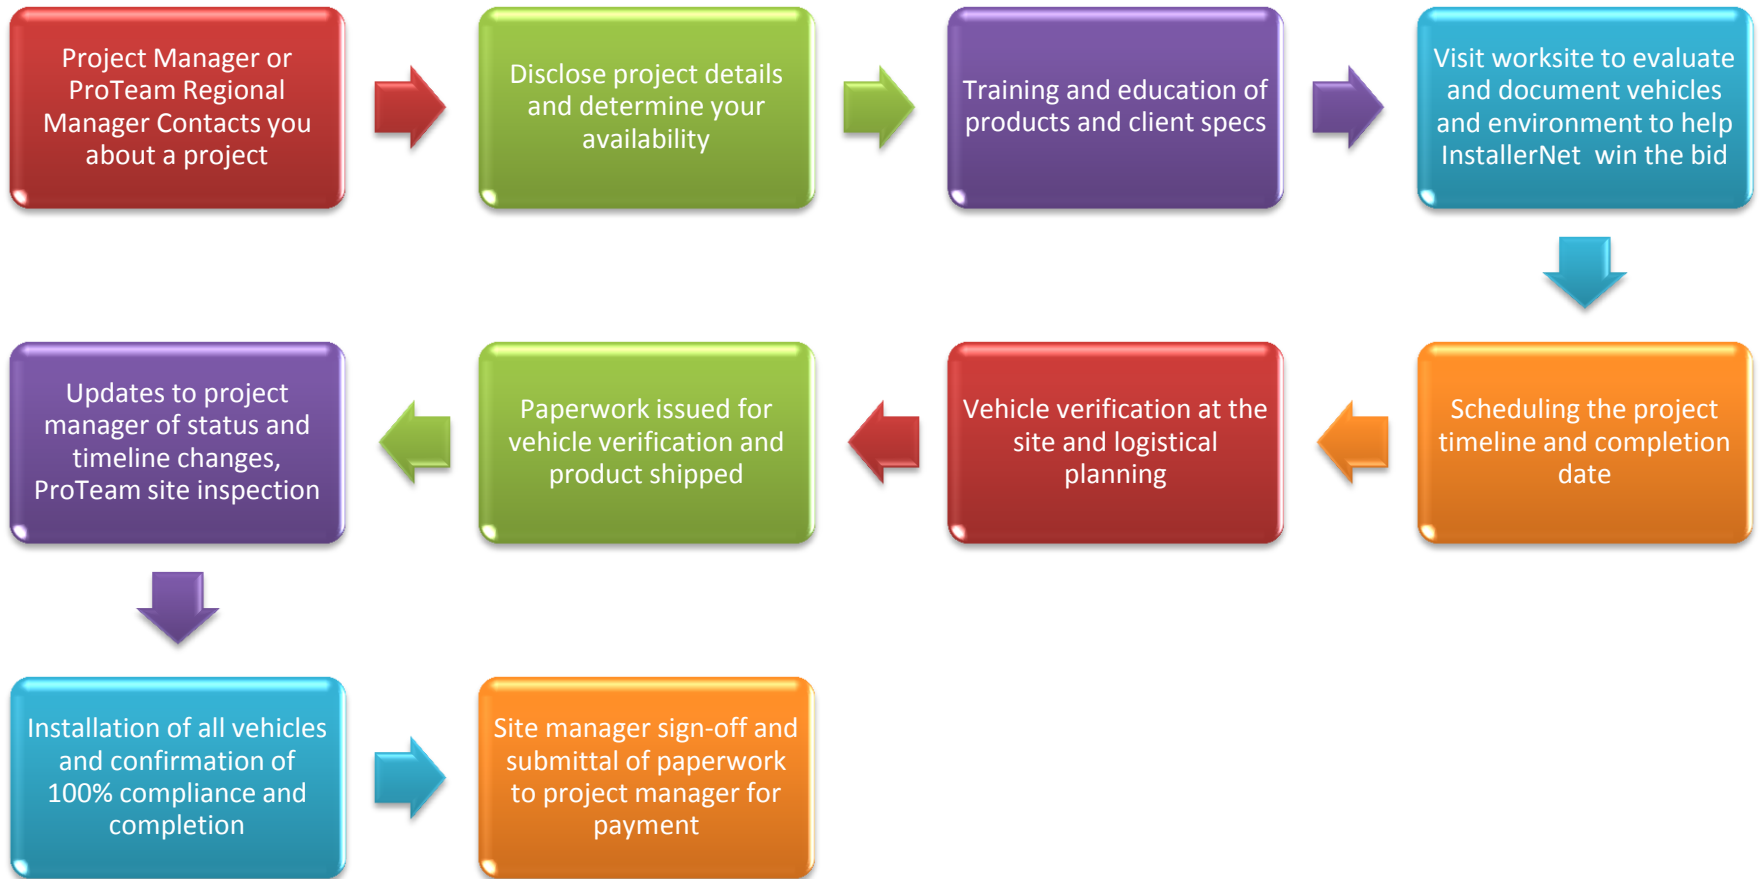 Project Manager or
ProTeam Regional
Manager Contacts you
about a project
Disclose project details
and determine your
availability
Training and education of
products and client specs
Visit worksite to evaluate
and document vehicles
and environment to help
InstallerNet  win the bid
Scheduling the project
timeline and completion
date
Vehicle verification at the
site and logistical
planning
Paperwork issued for
vehicle verification and
product shipped
Updates to project
manager of status and
timeline changes,
ProTeam site inspection
Installation of all vehicles
and confirmation of
100% compliance and
completion
Site manager sign-off and
submittal of paperwork
to project manager for
payment